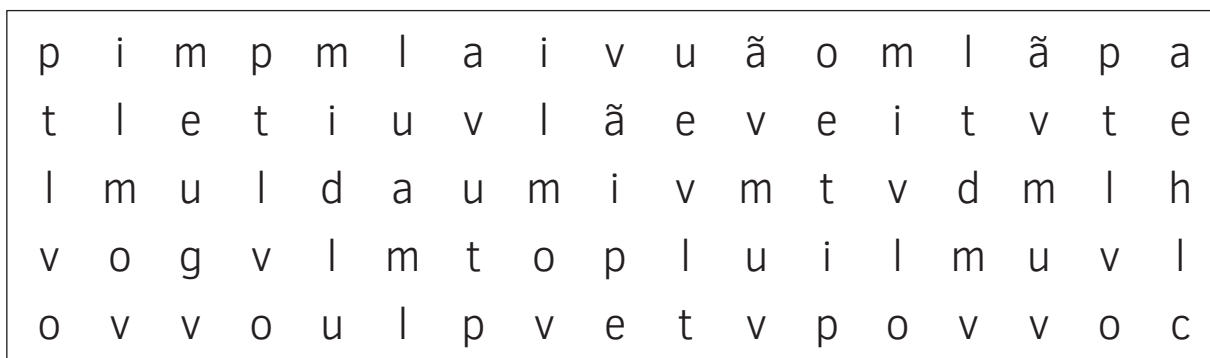 p i m p m l a i v u ã o m l ã p a
t l e t i u v l ã e v e i t v t e
l m u l d a u m i v m t v d m l h
v o g v l m t o p l u i l m u v l
o v v o u l p v e t v p o v v o c